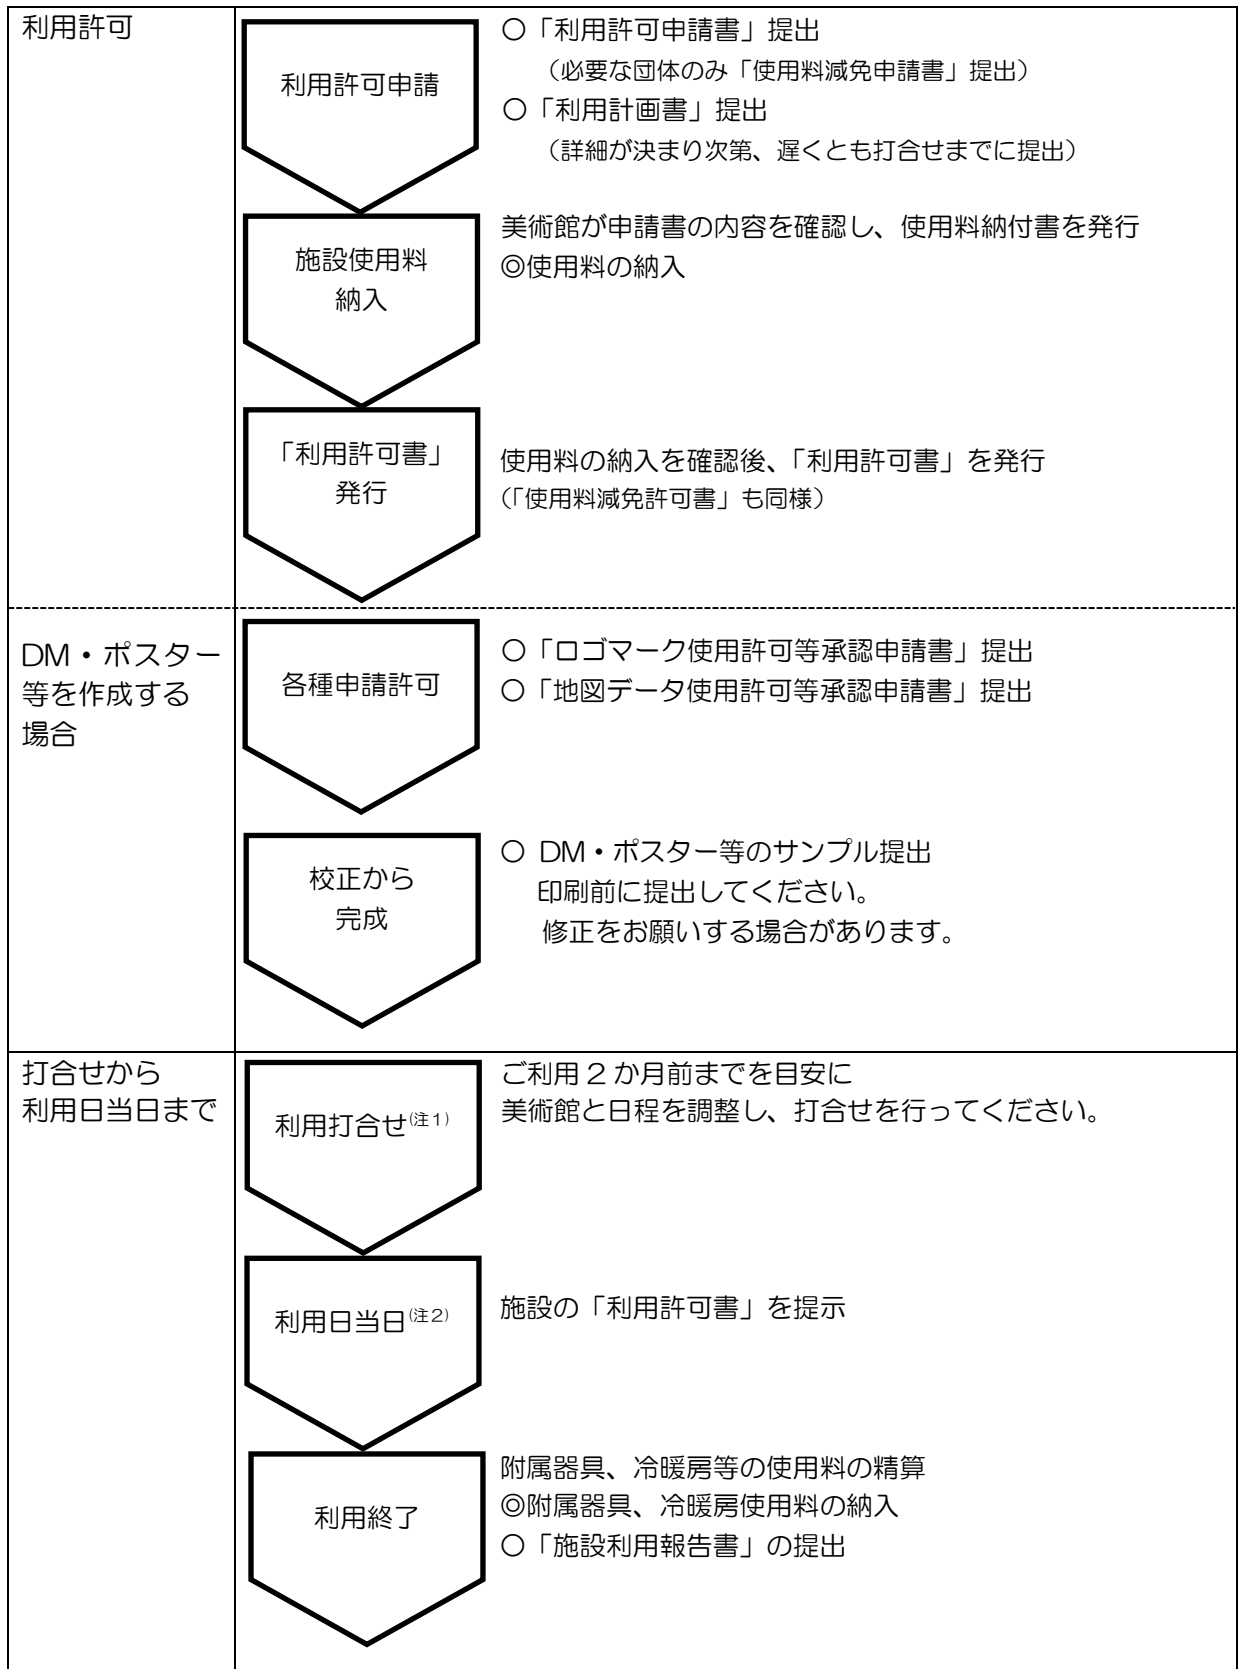 利用許可
利用許可申請
〇「利用許可申請書」提出
（必要な団体のみ「使用料減免申請書」提出）
〇「利用計画書」提出
（詳細が決まり次第、遅くとも打合せまでに提出）
施設使用料
納入
美術館が申請書の内容を確認し、使用料納付書を発行
◎使用料の納入
「利用許可書」
発行
使用料の納入を確認後、「利用許可書」を発行
（「使用料減免許可書」も同様）
DM・ポスター
等を作成する
場合
各種申請許可
〇「ロゴマーク使用許可等承認申請書」提出
〇「地図データ使用許可等承認申請書」提出
校正から
完成
〇 DM・ポスター等のサンプル提出
印刷前に提出してください。
修正をお願いする場合があります。
打合せから
利用日当日まで
利用打合せ(注1)
ご利用２か月前までを目安に
美術館と日程を調整し、打合せを行ってください。
利用日当日(注2)
施設の「利用許可書」を提示
利用終了
附属器具、冷暖房等の使用料の精算
◎附属器具、冷暖房使用料の納入
〇「施設利用報告書」の提出